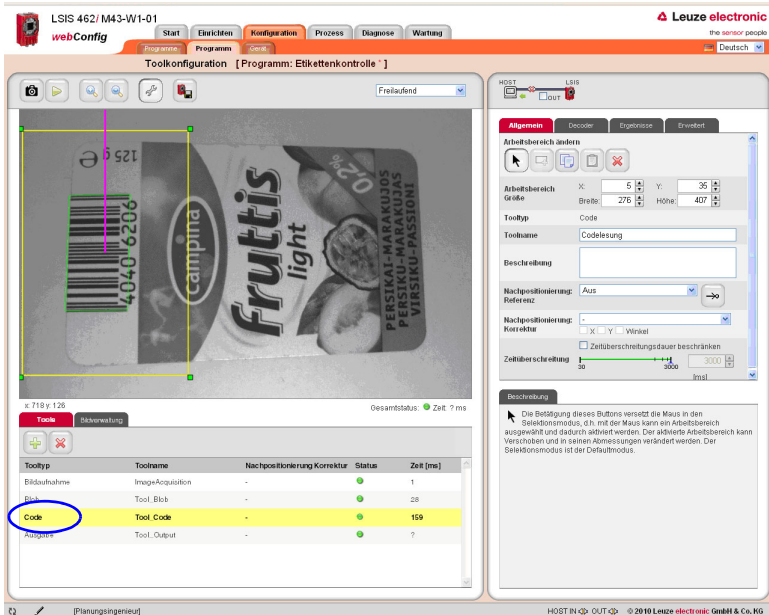 LSIS 462/ M43-W1-01
webConfig
Start Einrichten Konfiguration Prozess Diagnose Wartung
Programme Programm Gerät
Leuze electronic
the sensor people
Deutsch
Toolkonfiguration [ Programm: Etikettenkontrolle * ]
Freilaufend
HOST LSIS
OUT
125 g
4040 6206
campina
fruttis
light
0,2%
PERSIKAI-MARAKUJOS
PERSIKU-MARAKUJAS
VIRSIKU-PASSIONI
x: 718 y: 126
Gesamtstatus: Zeit: ? ms
Tools Bildverwaltung
Tooltyp Toolname Nachpositionierung Korrektur Status Zeit [ms]
Bildaufnahme ImageAcquisition - 1
Blob Tool_Blob - 28
Code Tool_Code - 159
Ausgabe Tool_Output - ?
Allgemein Decoder Ergebnisse Erweitert
Arbeitsbereich ändern
Arbeitsbereich Größe
X: 5 Y: 35
Breite: 276 Höhe: 407
Tooltyp Code
Toolname Codelesung
Beschreibung
Nachpositionierung: Referenz Aus
Nachpositionierung: Korrektur -
X Y Winkel
Zeitüberschreitungsdauer beschränken
Zeitüberschreitung 30 3000 3000
[ms]
Beschreibung
Die Betätigung dieses Buttons versetzt die Maus in den
Selektionsmodus, d.h. mit der Maus kann ein Arbeitsbereich
ausgewählt und dadurch aktiviert werden. Der aktivierte Arbeitsbereich kann
Verschoben und in seinen Abmessungen verändert werden. Der
Selektionsmodus ist der Defaultmodus.
[Planungsingenieur]
HOST IN OUT © 2010 Leuze electronic GmbH & Co. KG